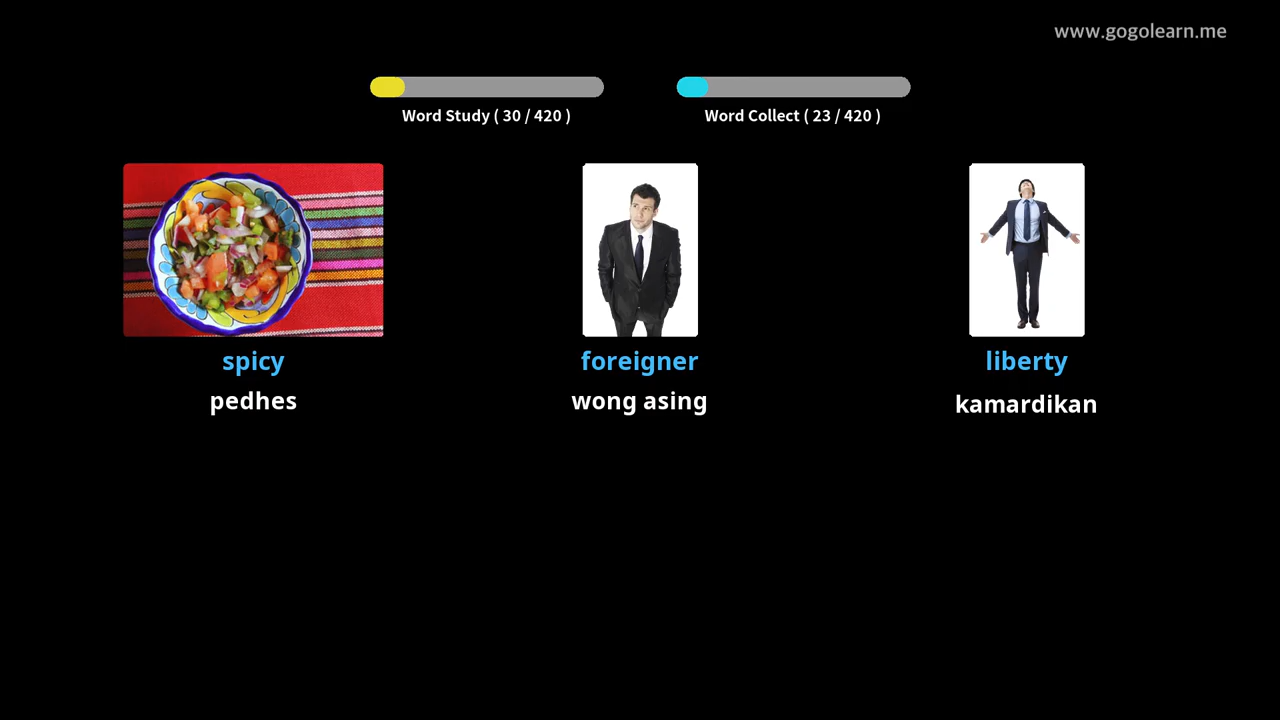 www.gogolearn.me
Word Study ( 30 / 420 )
Word Collect ( 23 / 420 )
spicy
pedhes
foreigner
wong asing
liberty
kamardikan